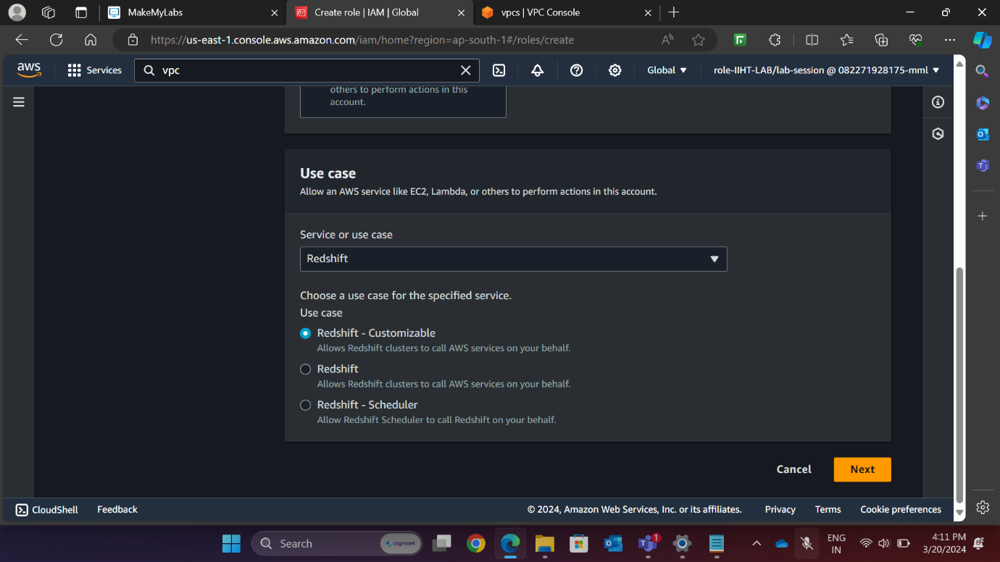 MakeMyLabs
Create role | IAM | Global
vpcs | VPC Console
https://us-east-1.console.aws.amazon.com/iam/home?region=ap-south-1#/roles/create
aws
Services
vpc
Global
role-IIHT-LAB/lab-session @ 082271928175-mml
others to perform actions in this
account.
Use case
Allow an AWS service like EC2, Lambda, or others to perform actions in this account.
Service or use case
Redshift
Choose a use case for the specified service.
Use case
Redshift - Customizable
Allows Redshift clusters to call AWS services on your behalf.
Redshift
Allows Redshift clusters to call AWS services on your behalf.
Redshift - Scheduler
Allow Redshift Scheduler to call Redshift on your behalf.
Cancel
Next
CloudShell
Feedback
© 2024, Amazon Web Services, Inc. or its affiliates.
Privacy
Terms
Cookie preferences
Search
cognizant
1
ENG
IN
4:11 PM
3/20/2024